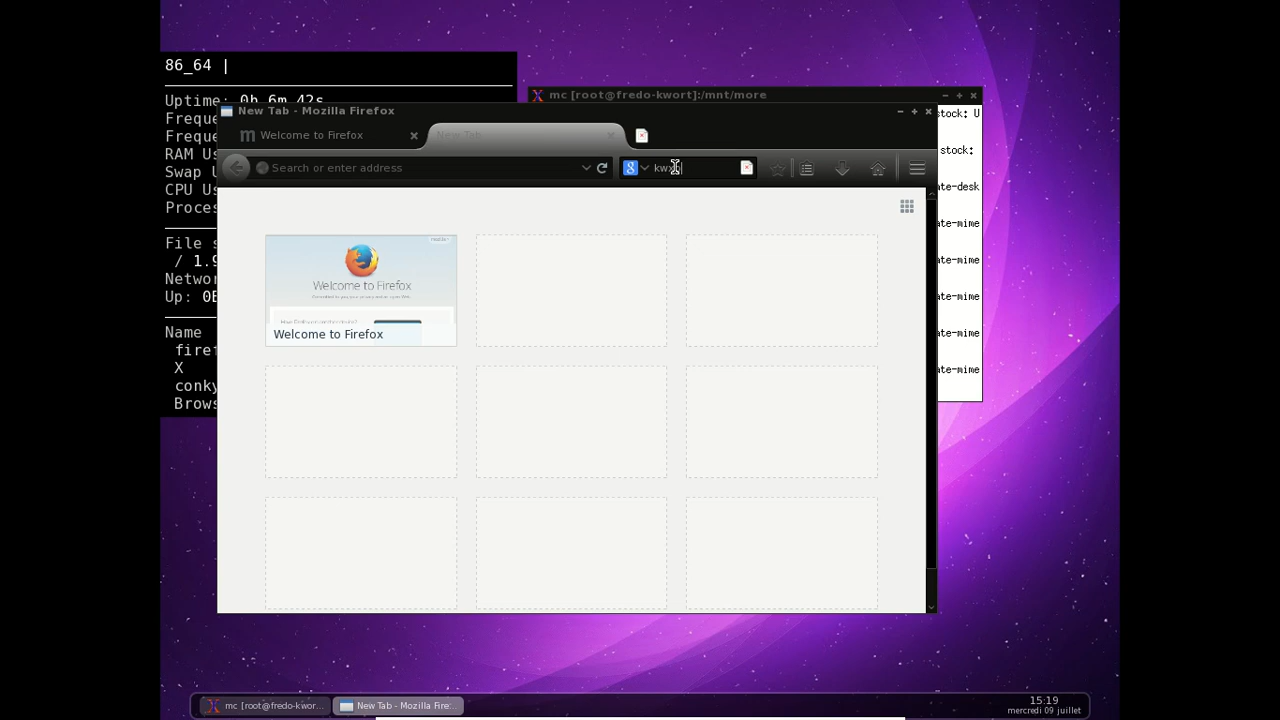 86_64 |
Uptime: 0h 6m 42s
Freque
Freque
RAM Us
Swap U
CPU Us
Proces
File s
/ 1.9
Networ
Up: 0B
Name
firef
X
conky
Brows
mc [root@fredo-kwort]:/mnt/more
stock: U
stock:
ate-desk
ate-mime
ate-mime
ate-mime
ate-mime
ate-mime
New Tab - Mozilla Firefox
Welcome to Firefox
New Tab
Search or enter address
Welcome to Firefox
Welcome to Firefox
mc [root@fredo-kwor...
New Tab - Mozilla Fire...
15:19
mercredi 09 juillet